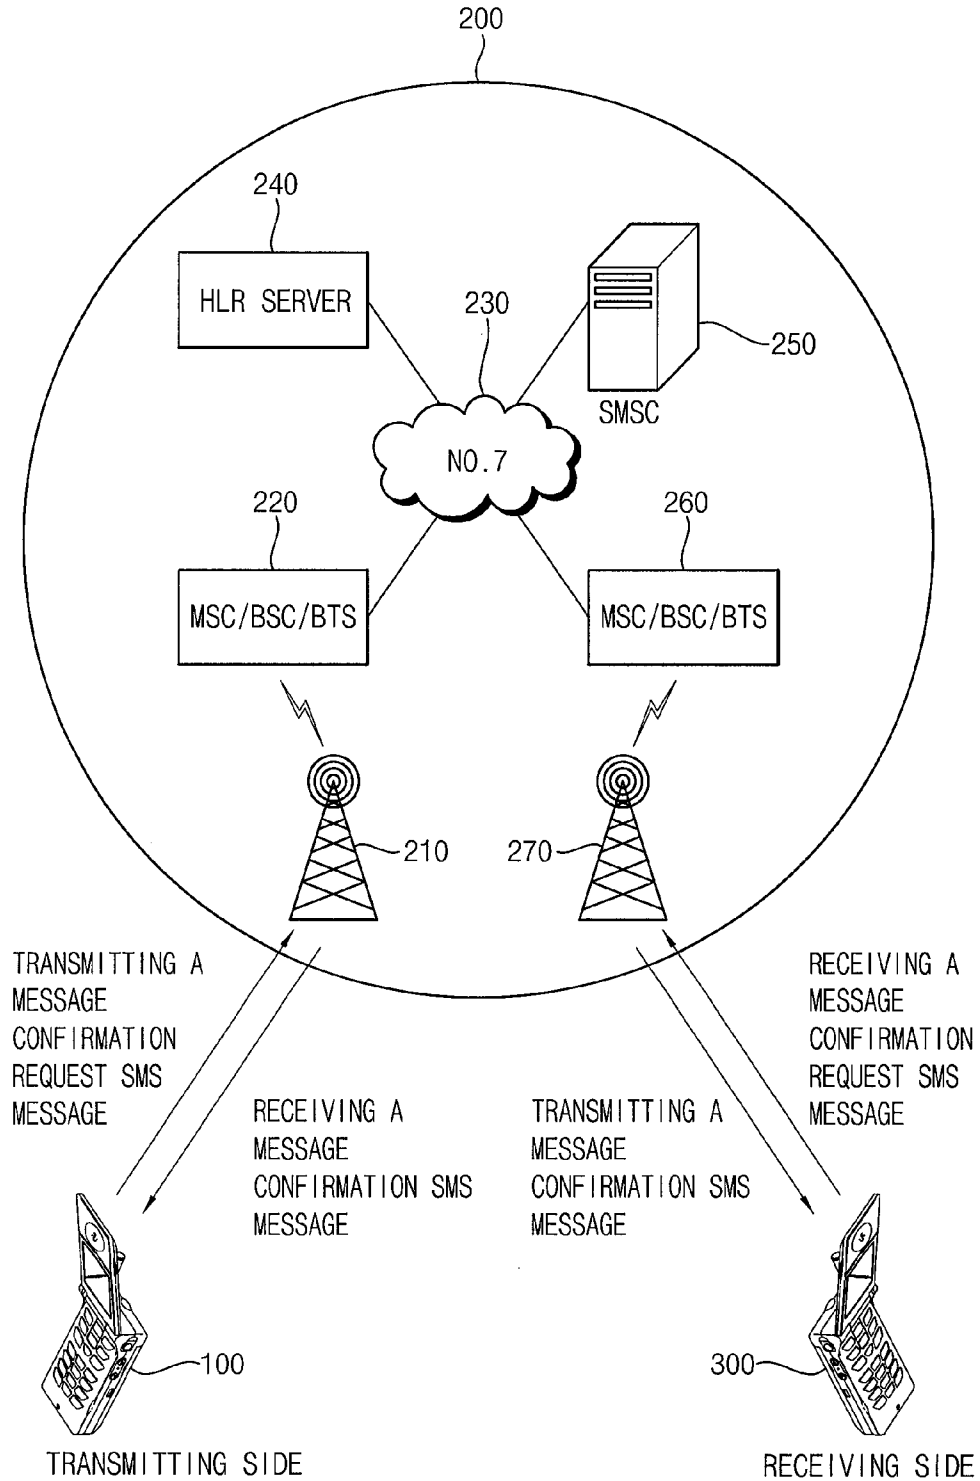 200
240
HLR SERVER
230
250
SMSC
NO.7
220
260
MSC/BSC/BTS
MSC/BSC/BTS
210
270
TRANSMITTING A
MESSAGE
CONFIRMATION
REQUEST SMS
MESSAGE
RECEIVING A
MESSAGE
CONFIRMATION SMS
MESSAGE
TRANSMITTING A
MESSAGE
CONFIRMATION SMS
MESSAGE
RECEIVING A
MESSAGE
CONFIRMATION
REQUEST SMS
MESSAGE
100
300
TRANSMITTING SIDE
RECEIVING SIDE